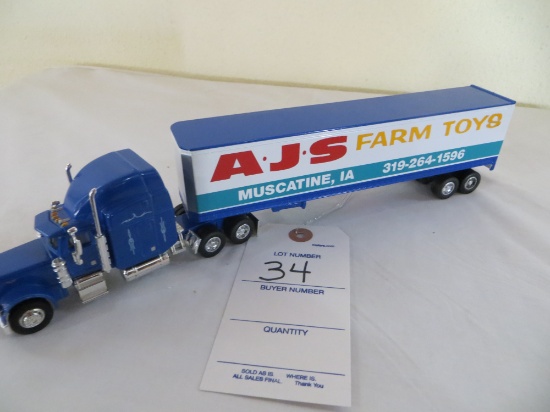 A·J·S FARM TOYS
MUSCATINE, IA 319-264-1596
LOT NUMBER
34
BUYER NUMBER
QUANTITY
SOLD AS IS WHERE IS.
ALL SALES FINAL Thank You